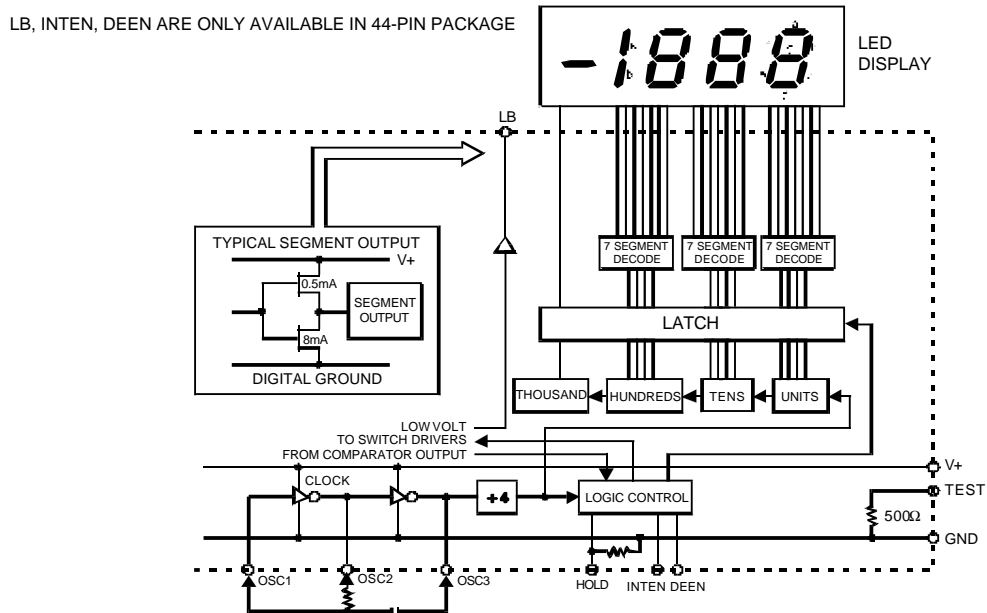 LB, INTEN, DEEN ARE ONLY AVAILABLE IN 44-PIN PACKAGE
-1888
LED
DISPLAY
LB
TYPICAL SEGMENT OUTPUT
V+
0.5mA
SEGMENT
OUTPUT
8mA
DIGITAL GROUND
7 SEGMENT
DECODE
7 SEGMENT
DECODE
7 SEGMENT
DECODE
LATCH
THOUSAND
HUNDREDS
TENS
UNITS
LOW VOLT
TO SWITCH DRIVERS
FROM COMPARATOR OUTPUT
V+
CLOCK
÷4
LOGIC CONTROL
TEST
500Ω
GND
OSC1
OSC2
OSC3
HOLD
INTEN
DEEN